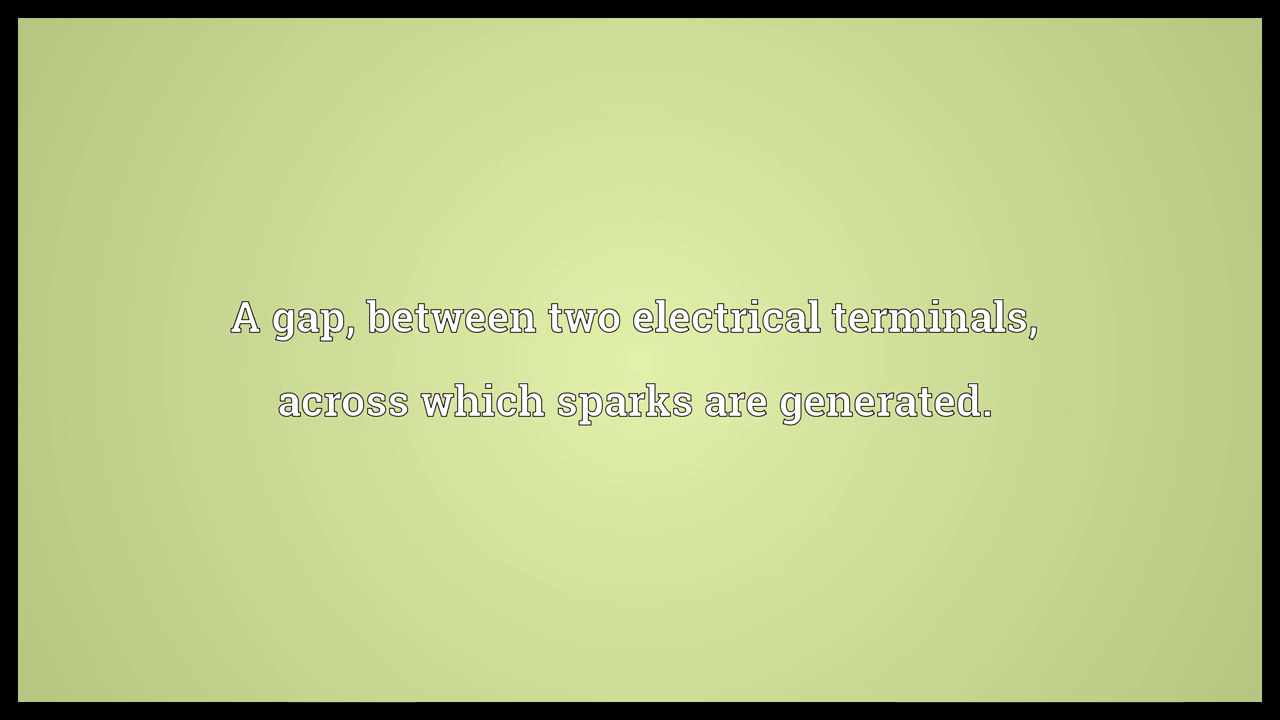 A gap, between two electrical terminals,
across which sparks are generated.